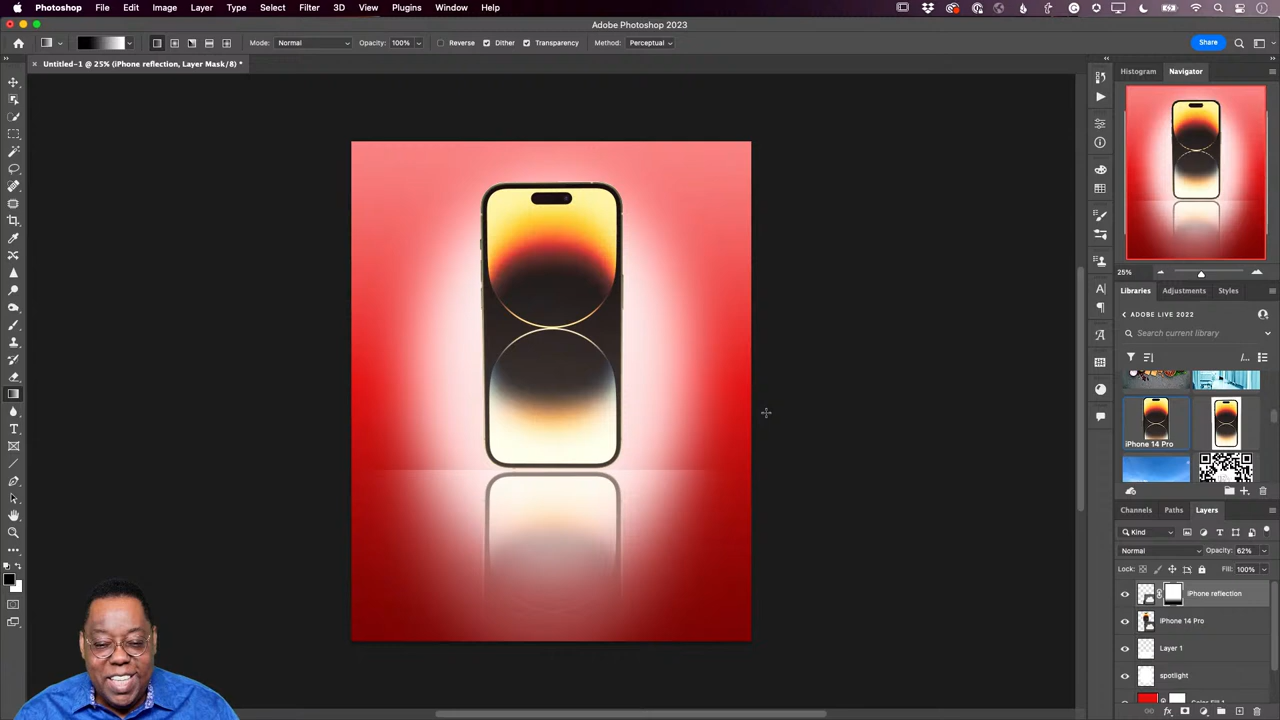 Photoshop File Edit Image Layer Type Select Filter 3D View Plugins Window Help
Adobe Photoshop 2023
Mode: Normal Opacity: 100% Reverse Dither Transparency Method: Perceptual Share
Untitled-1 @ 25% (iPhone reflection, Layer Mask/8) *
Histogram Navigator
25%
Libraries Adjustments Styles
ADOBE LIVE 2022
Search current library
iPhone 14 Pro
Channels Paths Layers
Kind
Normal Opacity: 62%
Lock: Fill: 100%
iPhone reflection
iPhone 14 Pro
Layer 1
spotlight